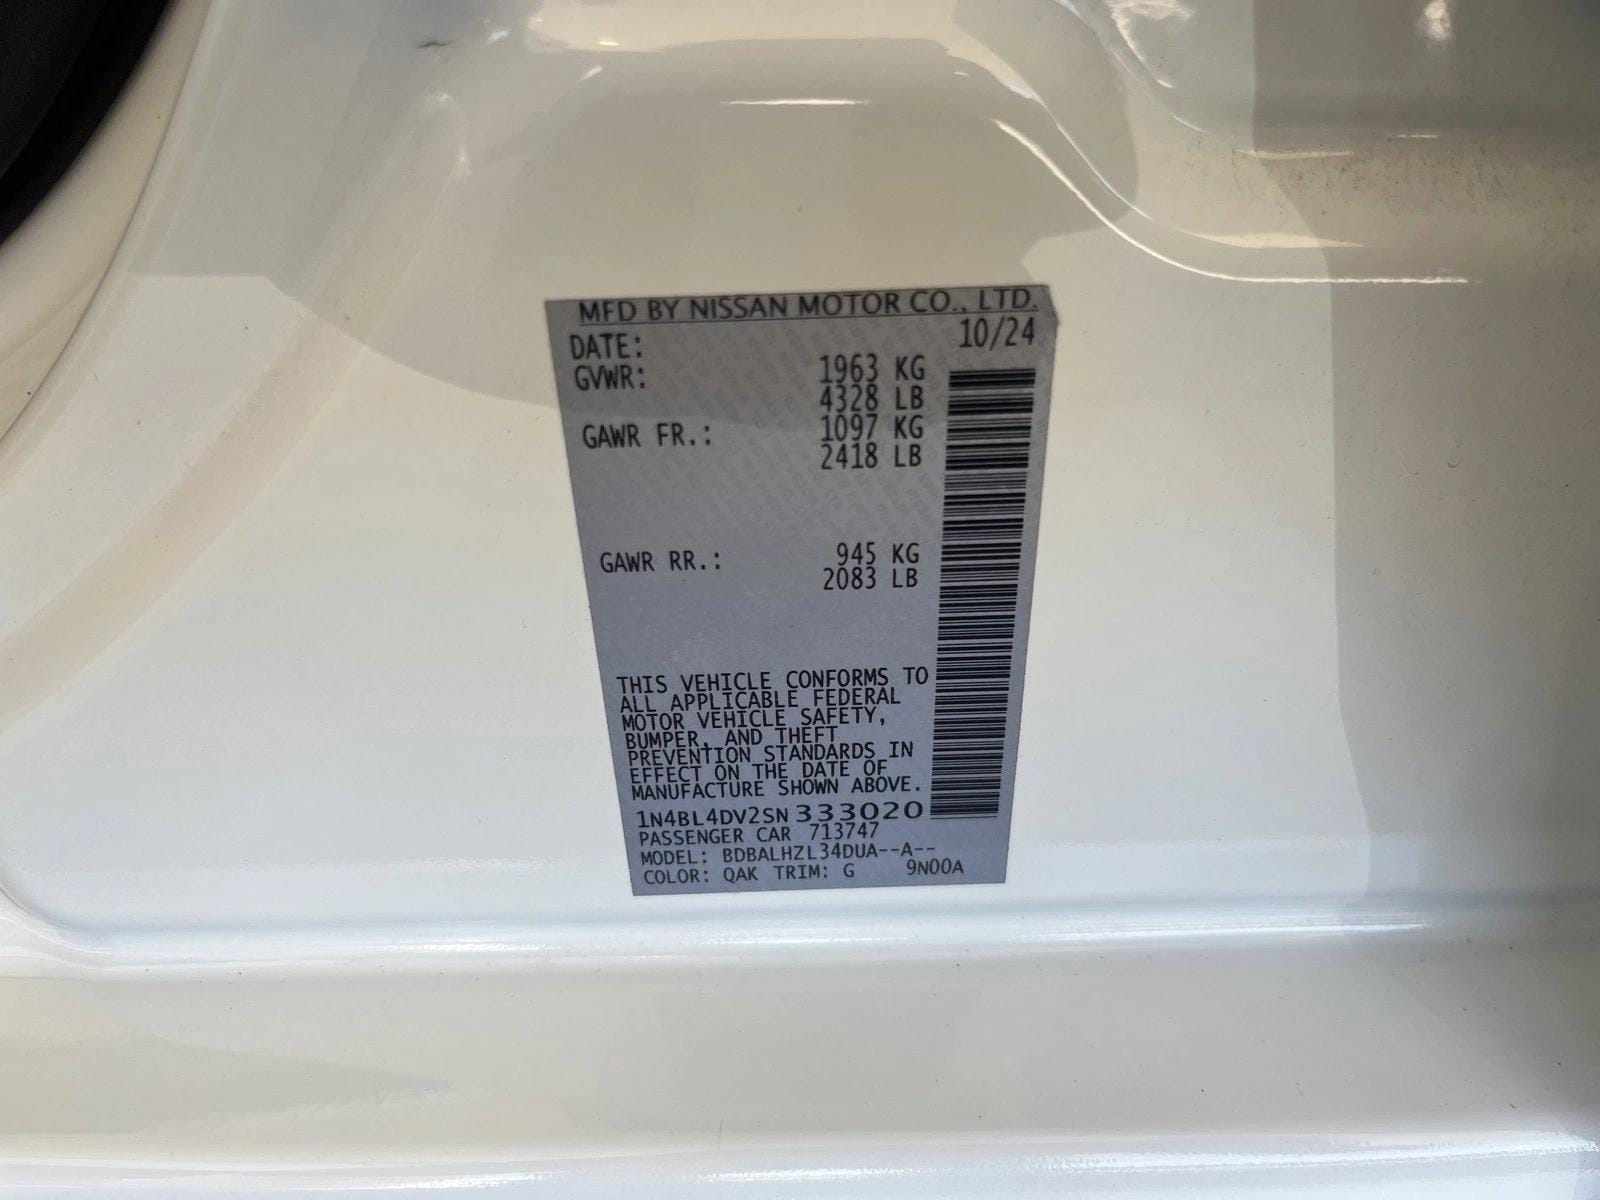 MFD BY NISSAN MOTOR CO., LTD.
DATE: 10/24
GVWR: 1963 KG
4328 LB
GAWR FR.: 1097 KG
2418 LB
GAWR RR.: 945 KG
2083 LB
THIS VEHICLE CONFORMS TO
ALL APPLICABLE FEDERAL
MOTOR VEHICLE SAFETY,
BUMPER, AND THEFT
PREVENTION STANDARDS IN
EFFECT ON THE DATE OF
MANUFACTURE SHOWN ABOVE.
1N4BL4DV2SN333020
PASSENGER CAR 713747
MODEL: BDBALHZL34DUA--A--
COLOR: QAK TRIM: G 9N00A